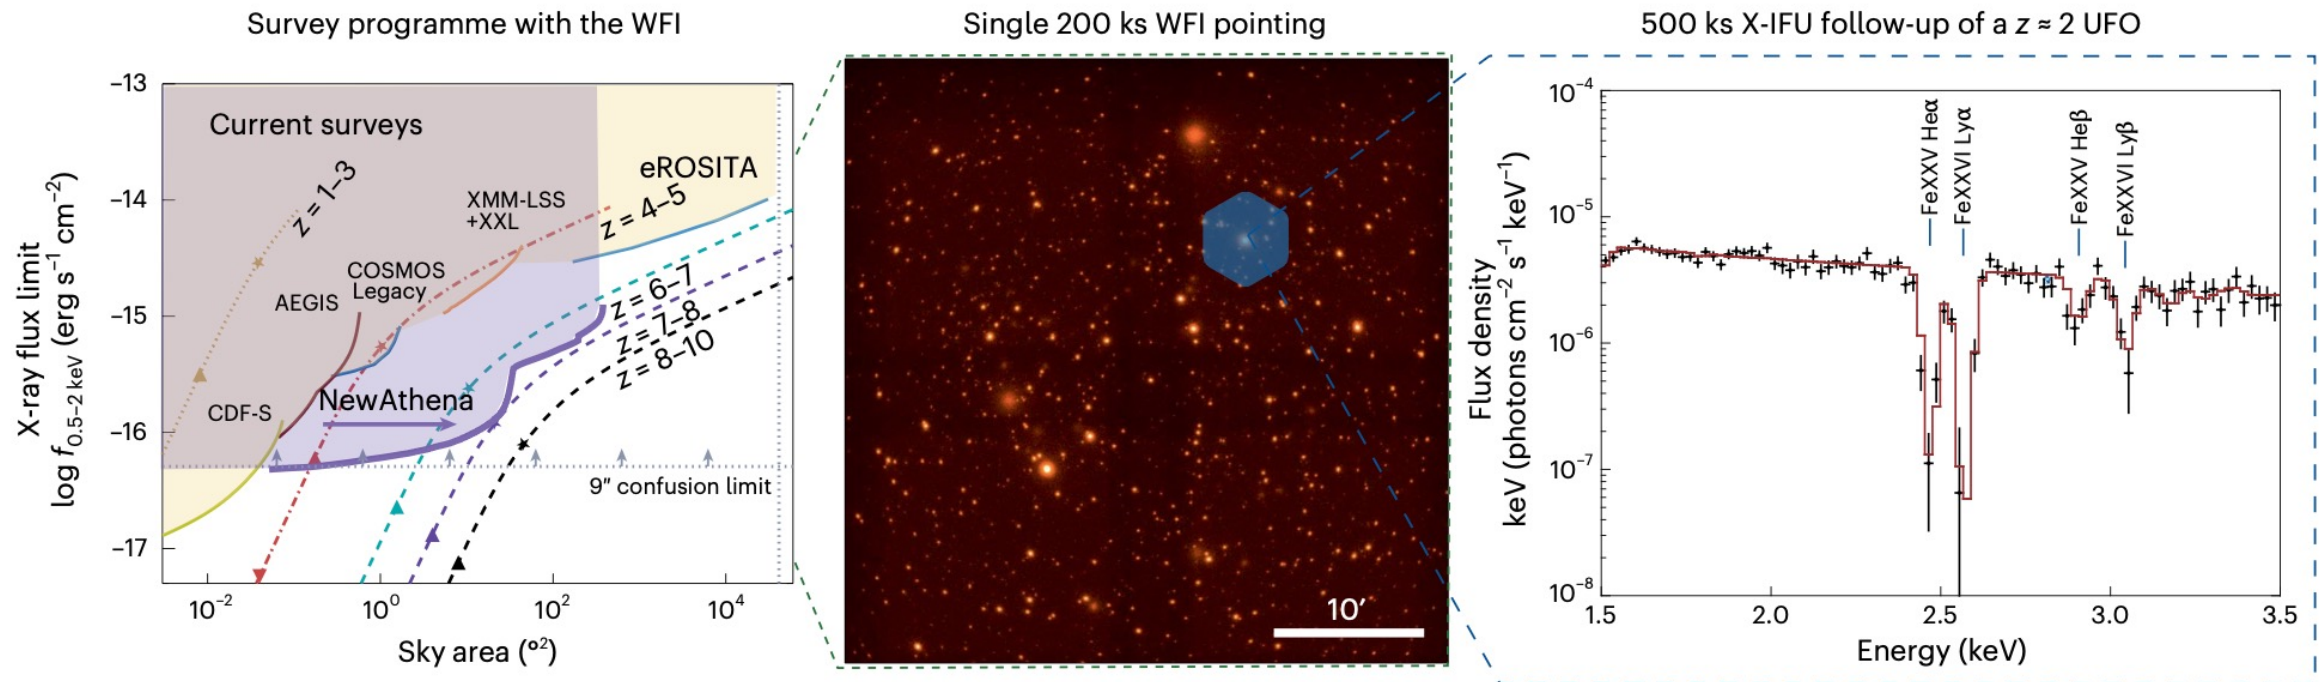 Survey programme with the WFI
Single 200 ks WFI pointing
500 ks X-IFU follow-up of a z ≈ 2 UFO
X-ray flux limit
log f0.5–2 keV (erg s−1 cm−2)
–13
–14
–15
–16
–17
Current surveys
eROSITA
z = 1–3
XMM-LSS
+XXL
z = 4–5
COSMOS
Legacy
AEGIS
z = 6–7
z = 7–8
z = 8–10
NewAthena
CDF-S
9″ confusion limit
10−2
100
102
104
Sky area (°2)
10′
Flux density
keV (photons cm−2 s−1 keV−1)
10−4
10−5
10−6
10−7
10−8
FeXXV Heα
FeXXVI Lyα
FeXXV Heβ
FeXXVI Lyβ
1.5
2.0
2.5
3.0
3.5
Energy (keV)